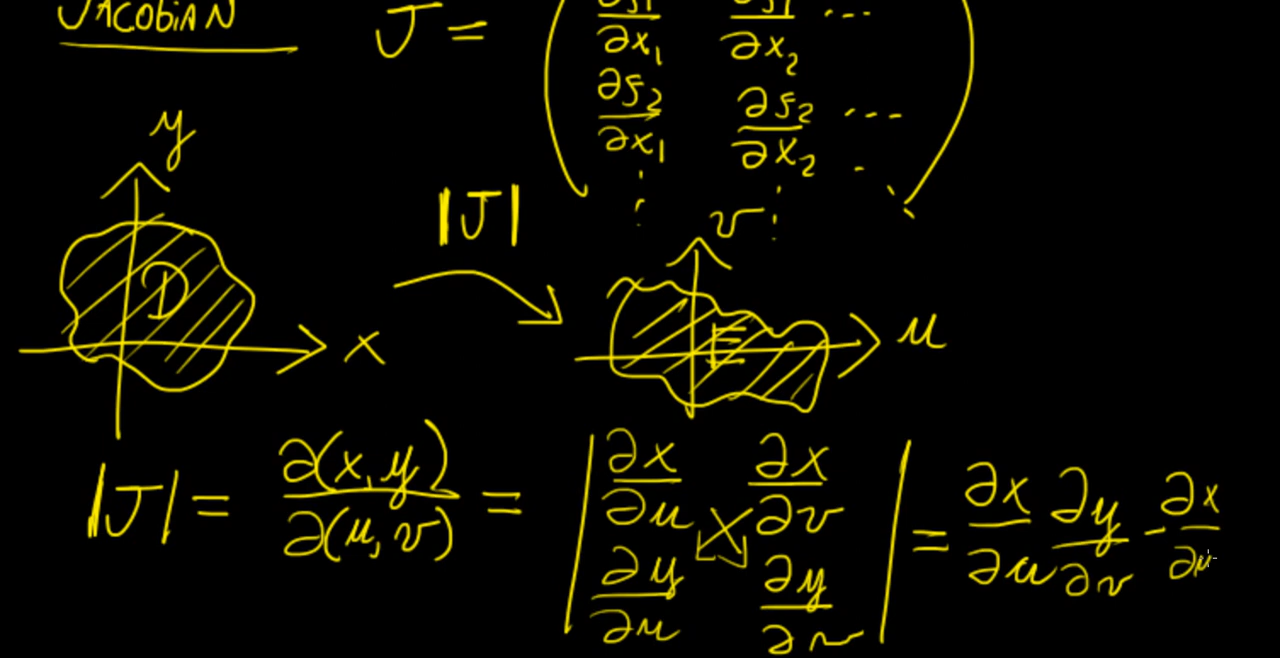 JACOBIAN J = ( ∂f1/∂x1 ∂f1/∂x2 ...
∂f2/∂x1 ∂f2/∂x2 ...
⋮ ⋮ ⋱ )
y |J| v
D E
x u
|J| = ∂(x,y)/∂(u,v) = | ∂x/∂u ∂x/∂v
∂y/∂u ∂y/∂v | = ∂x/∂u ∂y/∂v - ∂x/∂